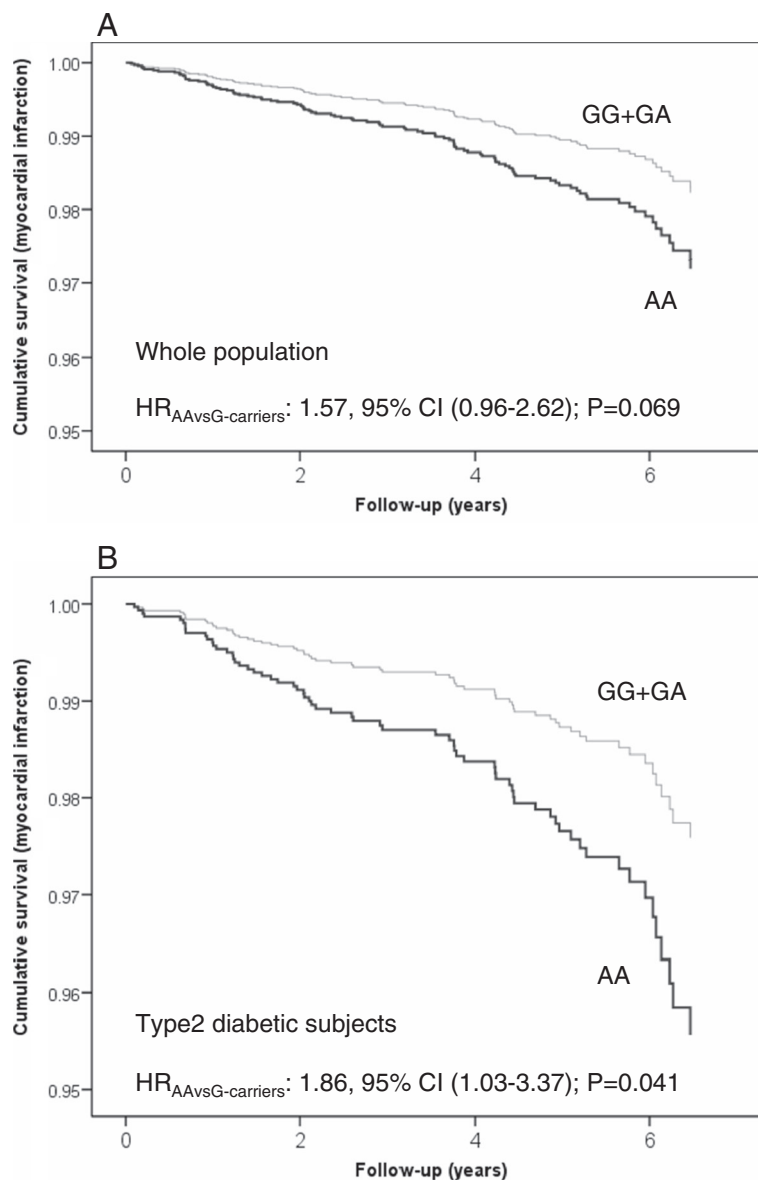 A
1.00
0.99
0.98
0.97
0.96
0.95
Cumulative survival (myocardial infarction)
GG+GA
AA
Whole population
HRAAvsG-carriers: 1.57, 95% CI (0.96-2.62); P=0.069
0 2 4 6
Follow-up (years)
B
1.00
0.99
0.98
0.97
0.96
0.95
Cumulative survival (myocardial infarction)
GG+GA
AA
Type2 diabetic subjects
HRAAvsG-carriers: 1.86, 95% CI (1.03-3.37); P=0.041
0 2 4 6
Follow-up (years)